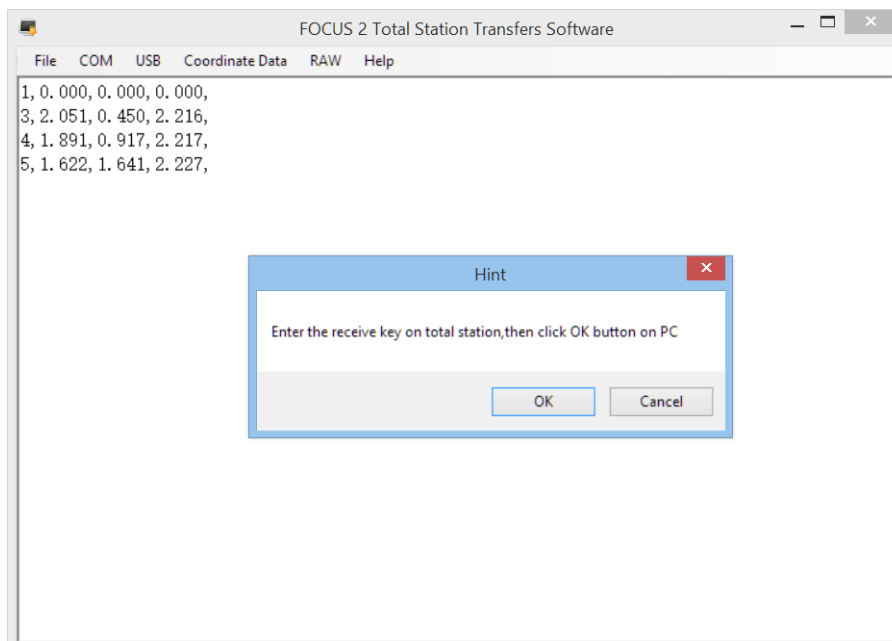 FOCUS 2 Total Station Transfers Software
File COM USB Coordinate Data RAW Help
1, 0. 000, 0. 000, 0. 000,
3, 2. 051, 0. 450, 2. 216,
4, 1. 891, 0. 917, 2. 217,
5, 1. 622, 1. 641, 2. 227,
Hint
Enter the receive key on total station,then click OK button on PC
OK Cancel